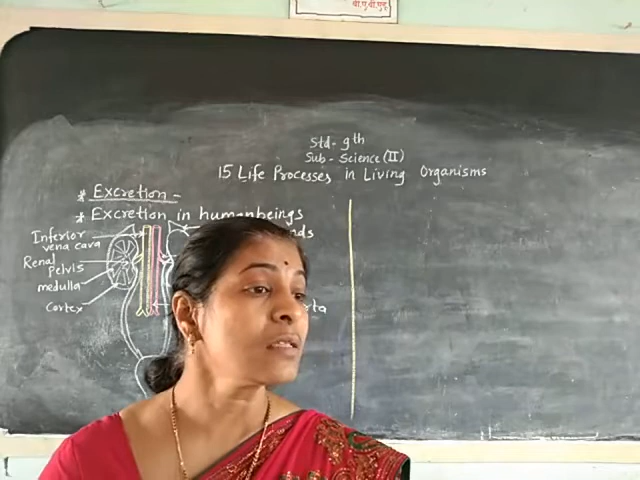 Std- 9th
Sub- Science (II)
15 Life Processes in Living Organisms
* Excretion -
* Excretion in humanbeings
Inferior
vena cava
Renal
Pelvis
medulla
Cortex